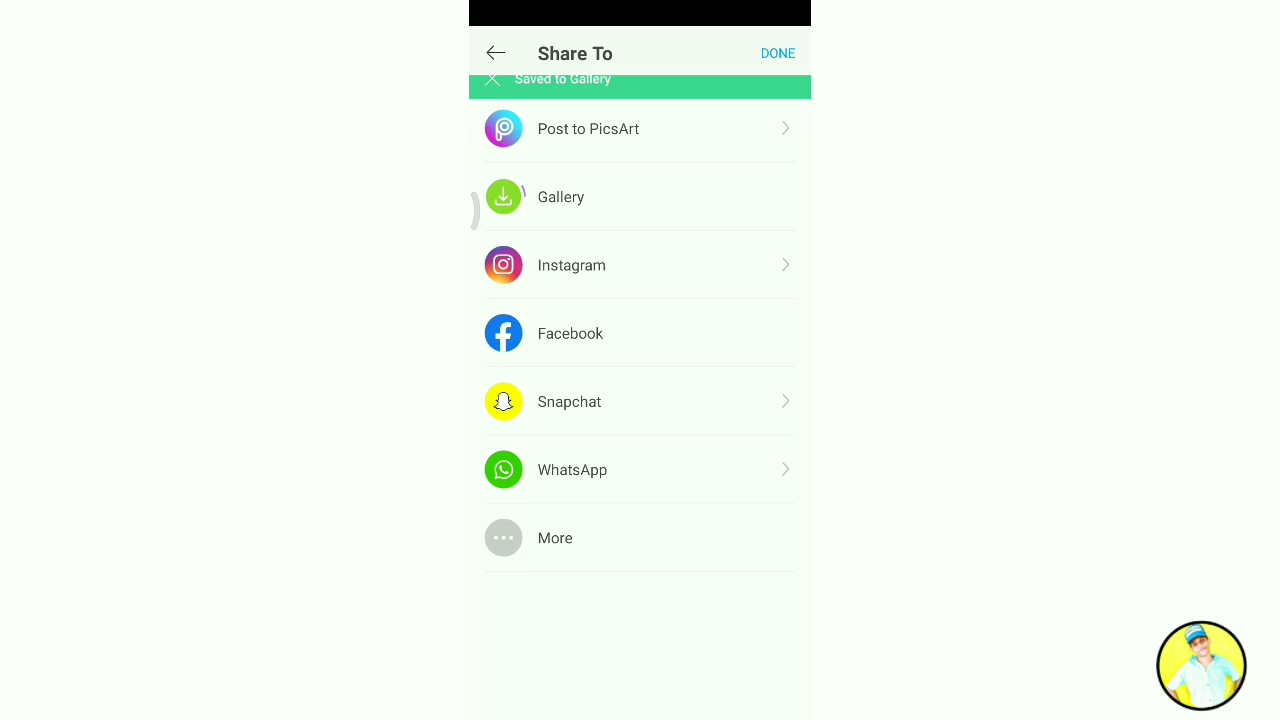 Share To
DONE
Saved to Gallery
Post to PicsArt
Gallery
Instagram
Facebook
Snapchat
WhatsApp
More